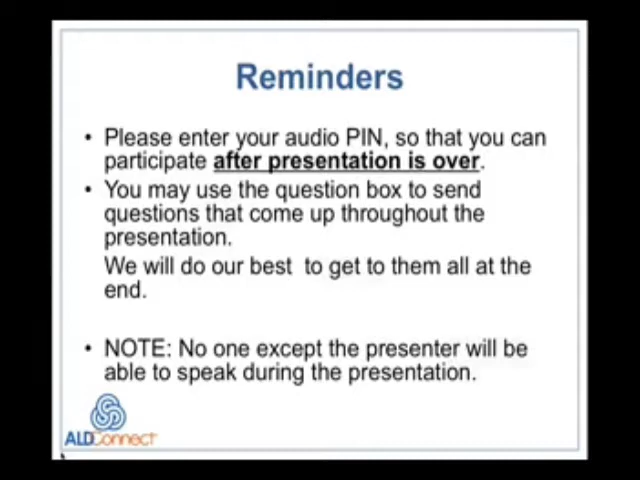 Reminders
• Please enter your audio PIN, so that you can
participate after presentation is over.
• You may use the question box to send
questions that come up throughout the
presentation.
We will do our best  to get to them all at the
end.
• NOTE: No one except the presenter will be
able to speak during the presentation.
ALDConnect